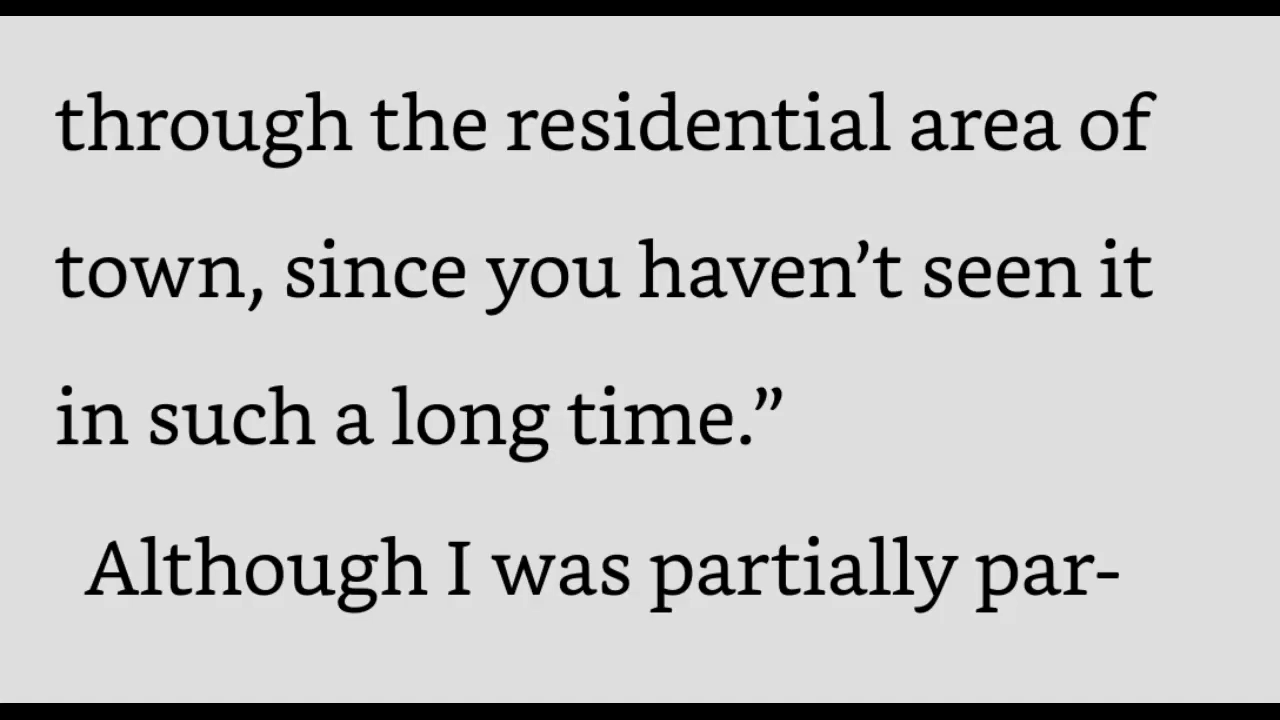 through the residential area of
town, since you haven’t seen it
in such a long time.”
Although I was partially par-